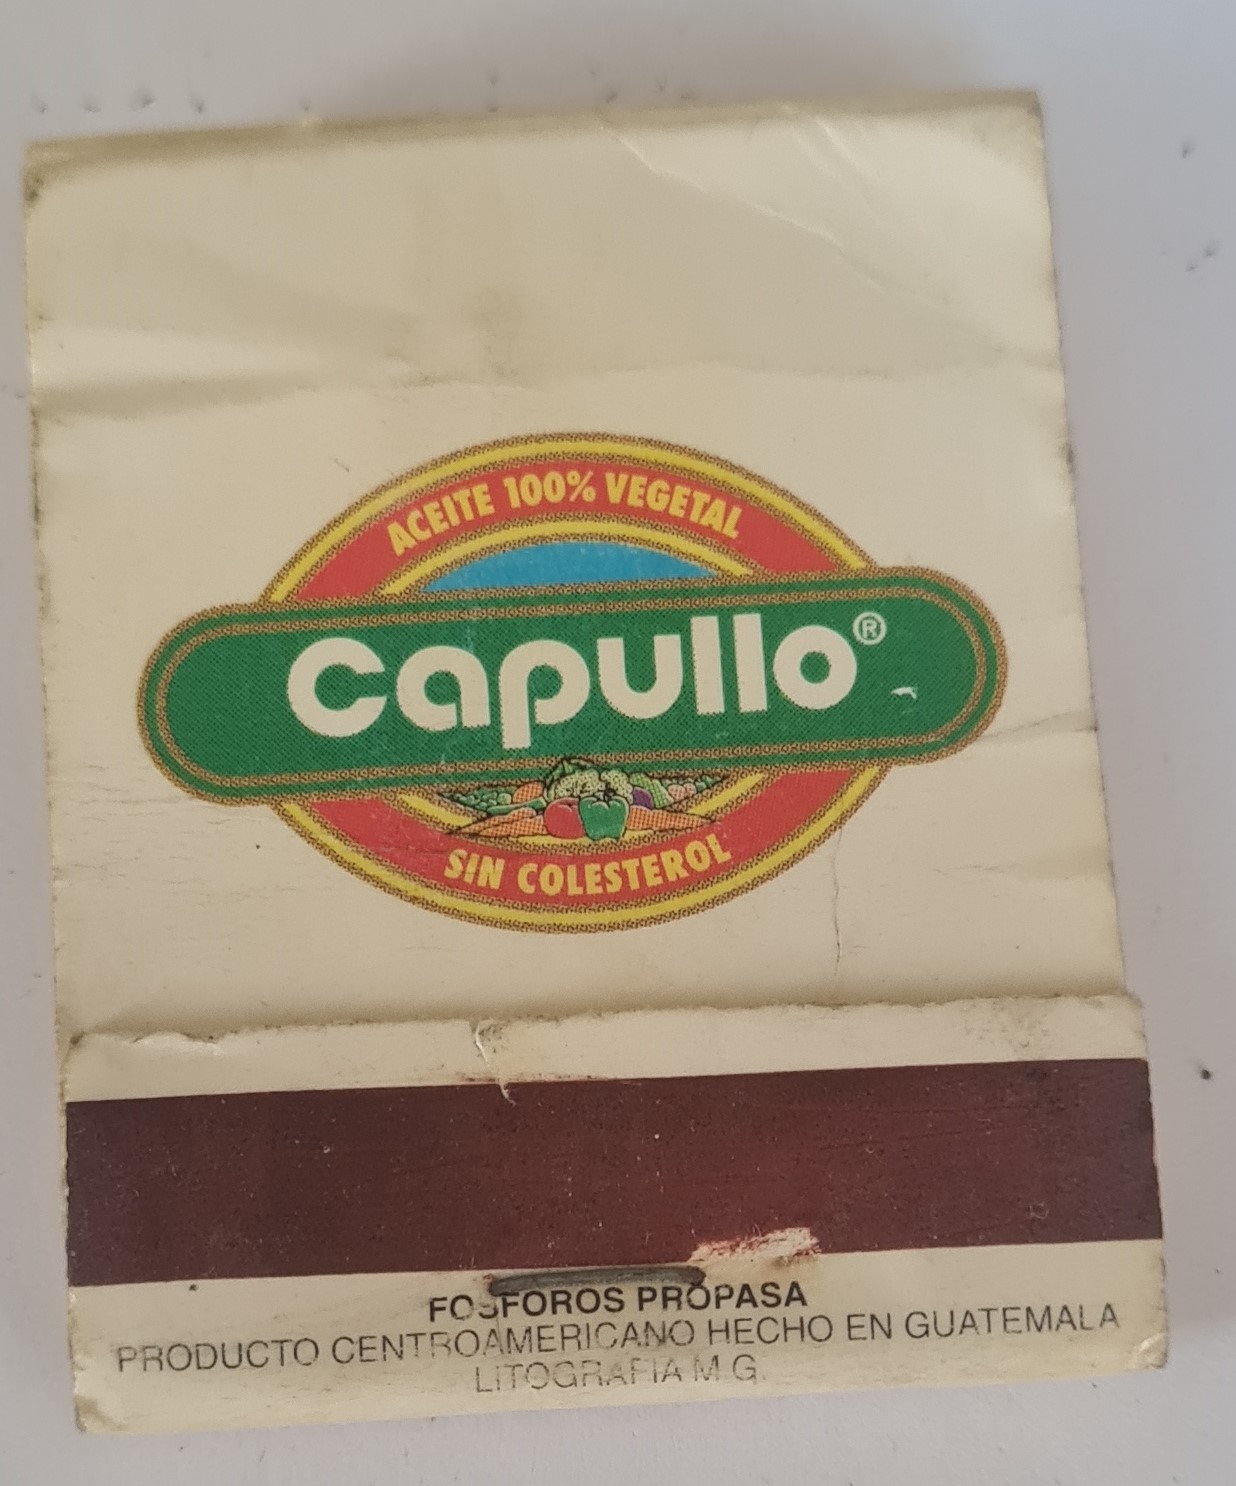 ACEITE 100% VEGETAL
Capullo®
SIN COLESTEROL
FOSFOROS PROPASA
PRODUCTO CENTROAMERICANO HECHO EN GUATEMALA
LITOGRAFIA M.G.